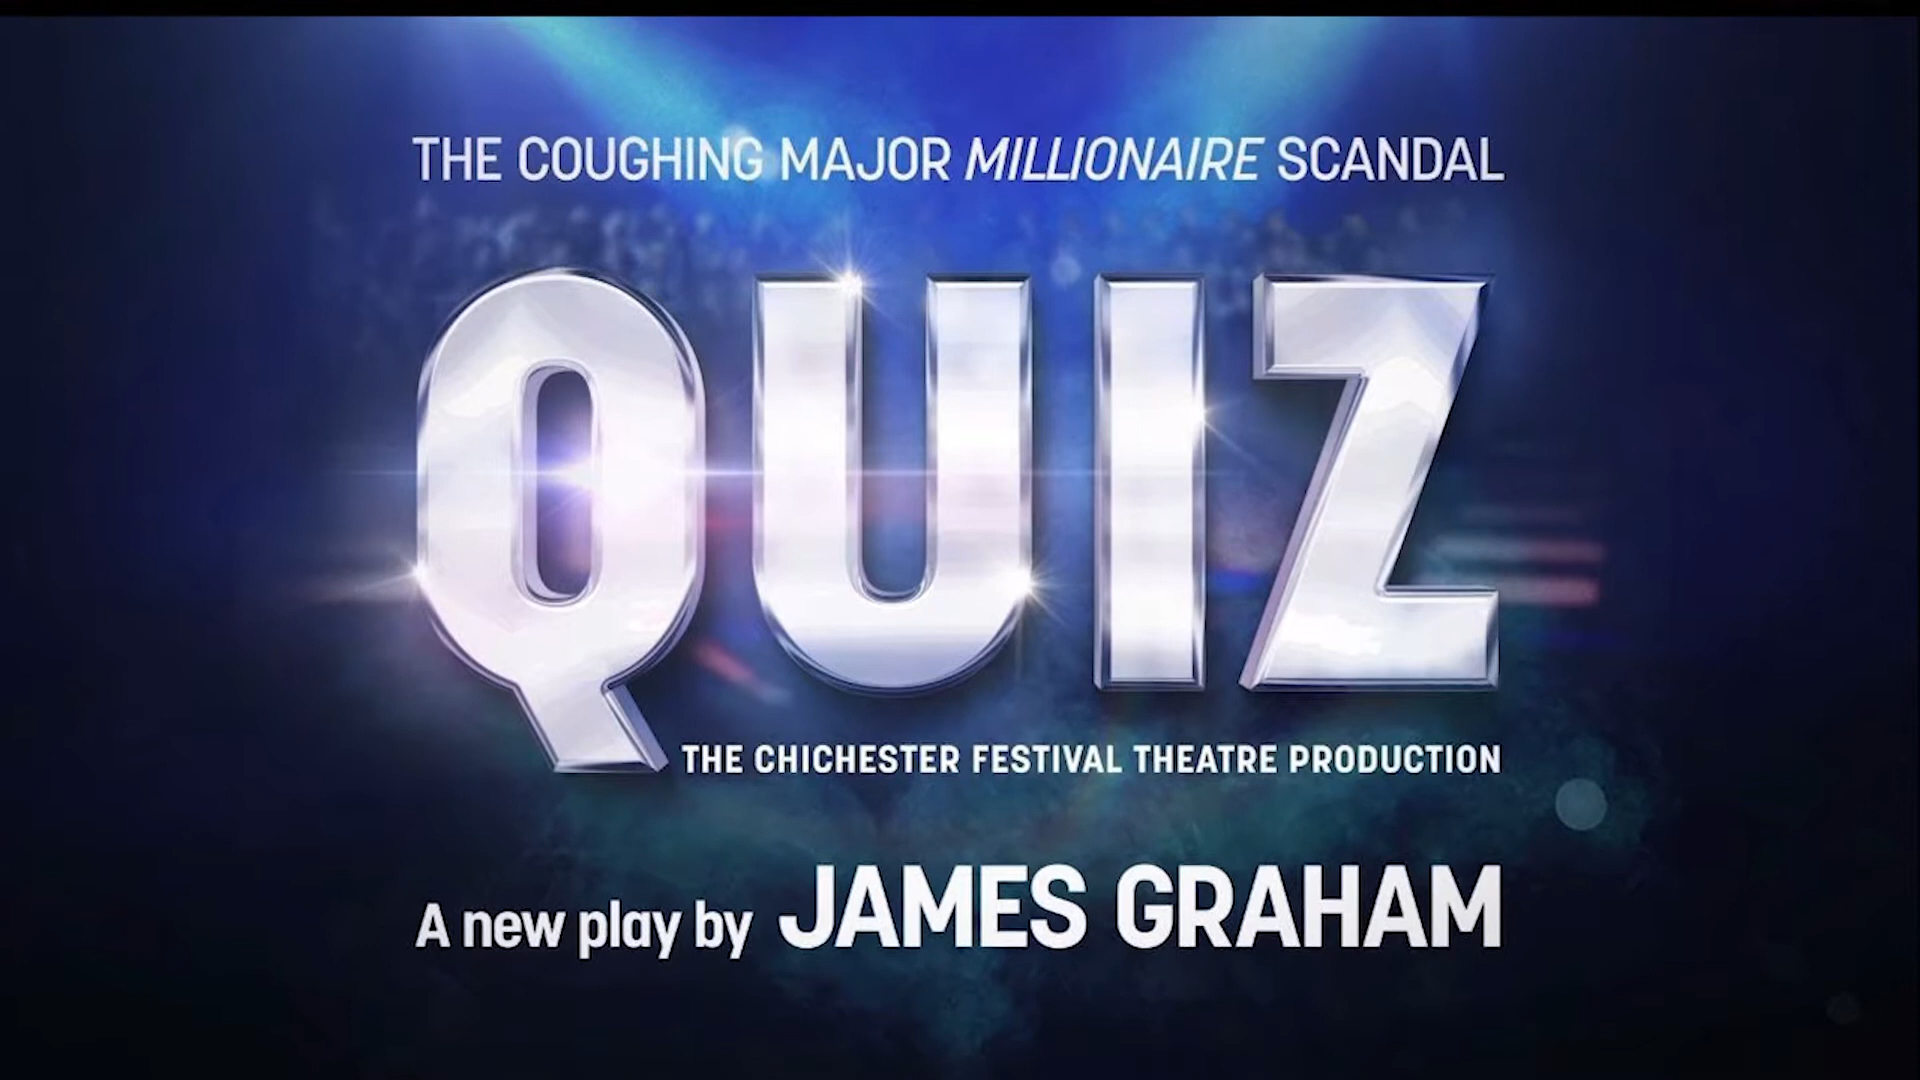 THE COUGHING MAJOR MILLIONAIRE SCANDAL
QUIZ
THE CHICHESTER FESTIVAL THEATRE PRODUCTION
A new play by JAMES GRAHAM